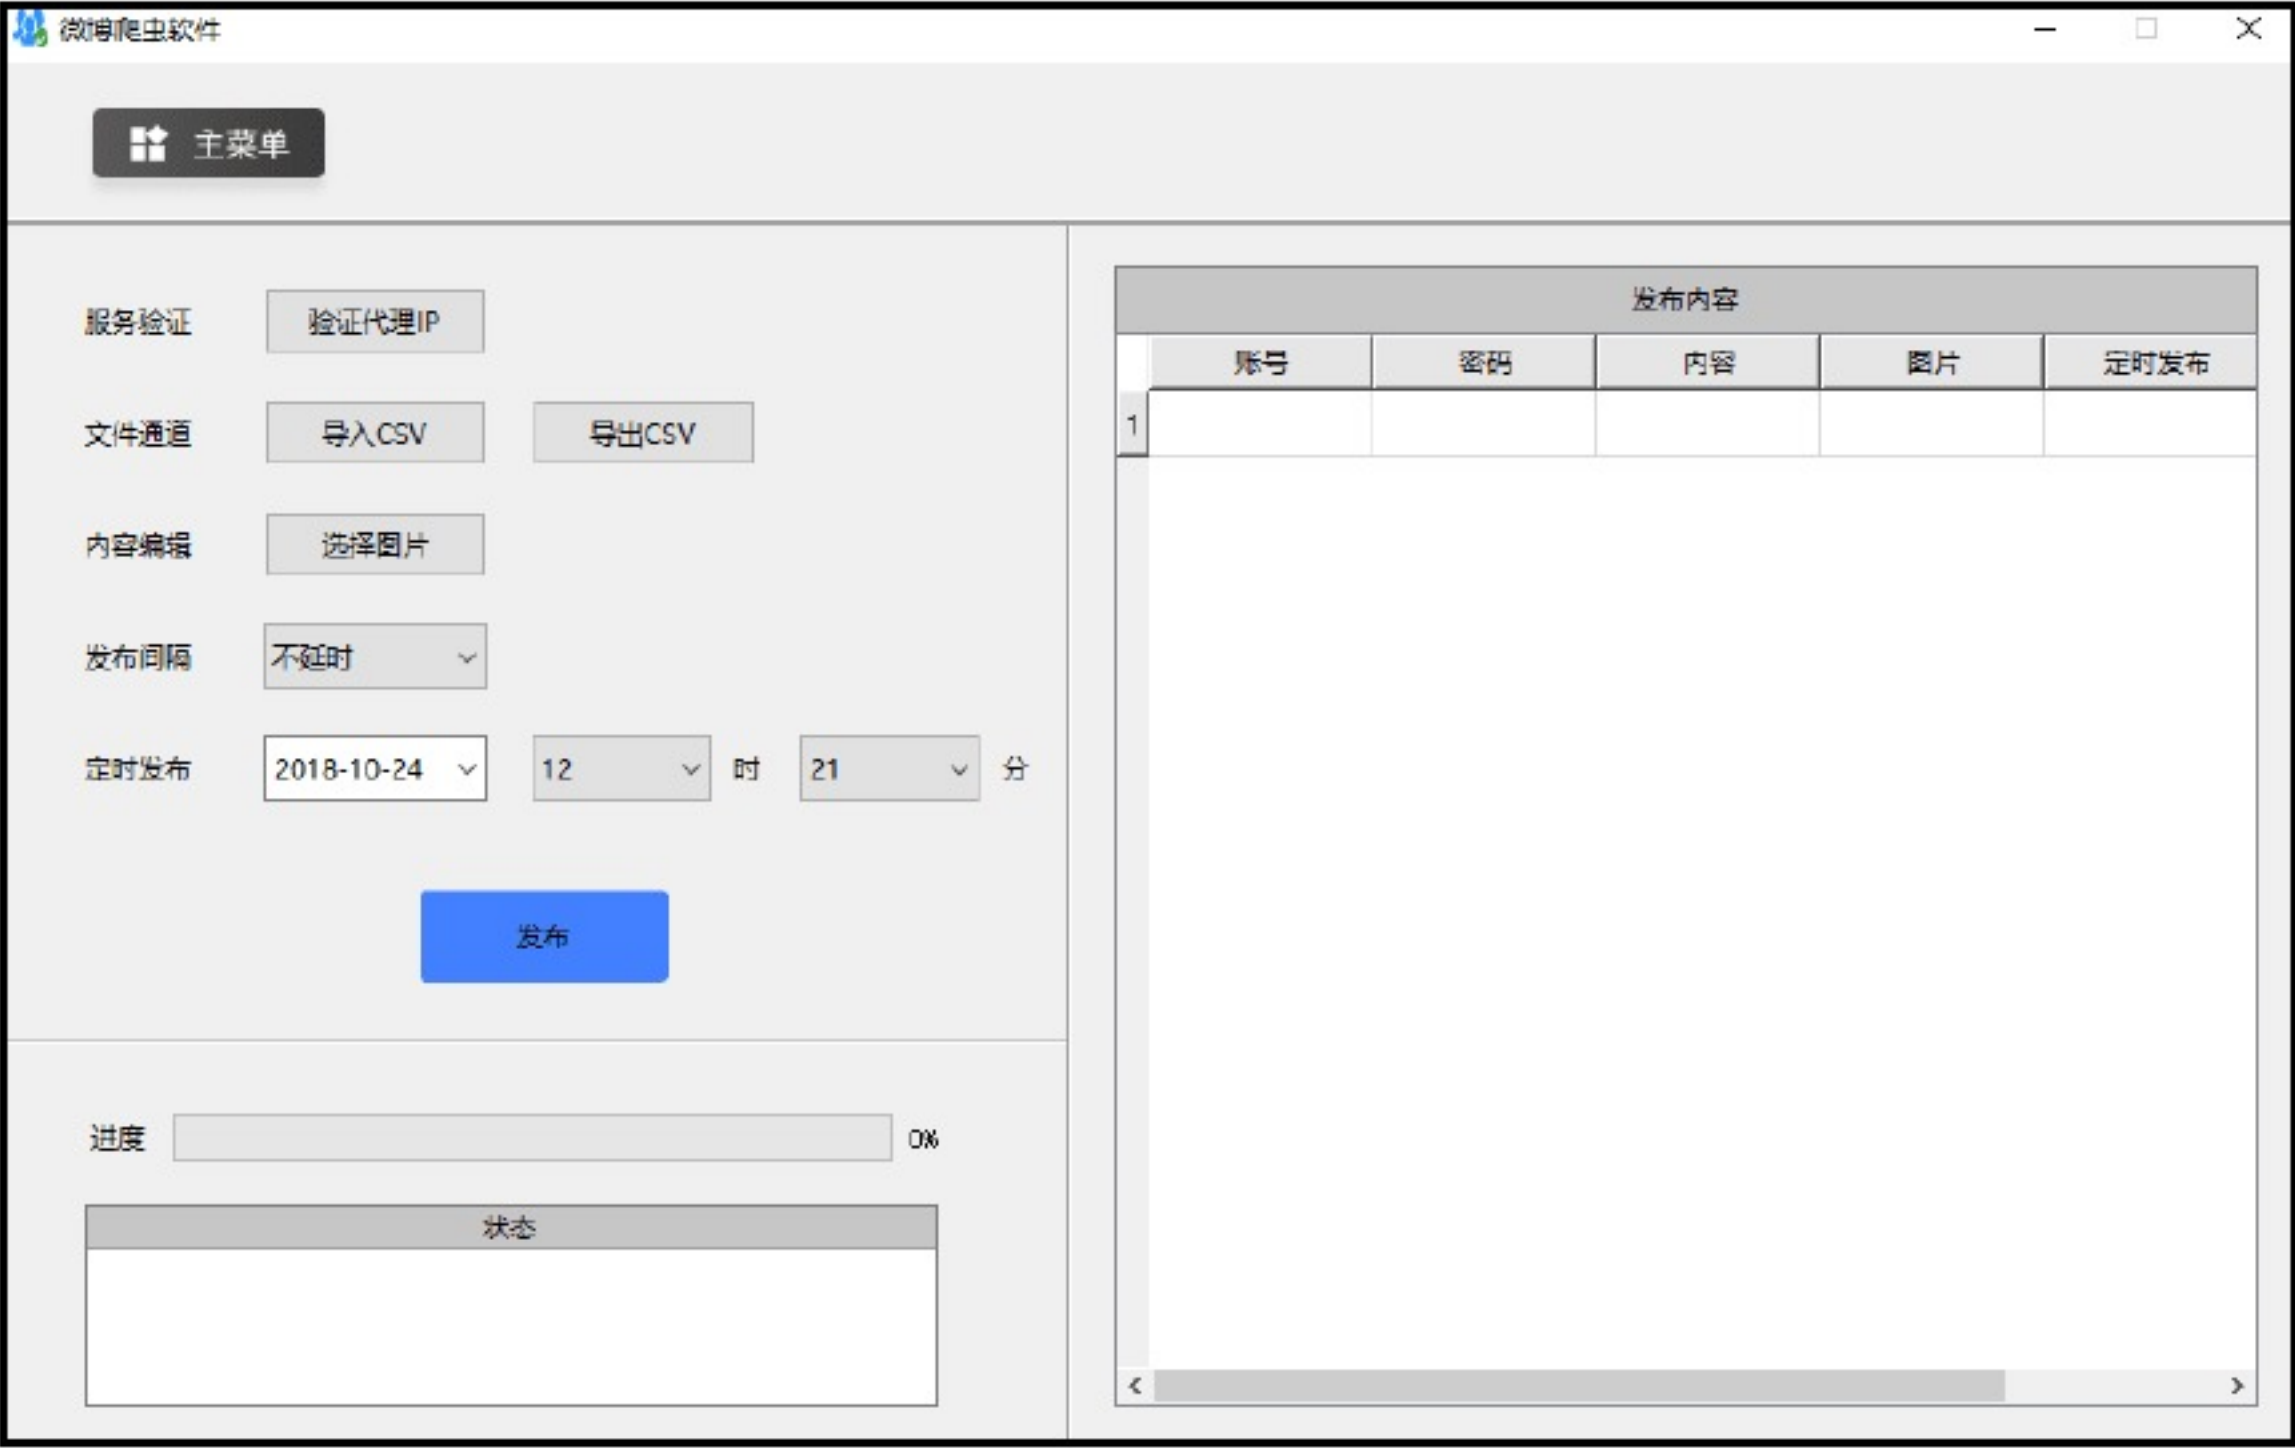 微博爬虫软件
主菜单
服务验证 验证代理IP
文件通道 导入CSV 导出CSV
内容编辑 选择图片
发布间隔 不延时
定时发布 2018-10-24 12 时 21 分
发布
进度 0%
状态
发布内容
账号 密码 内容 图片 定时发布
1